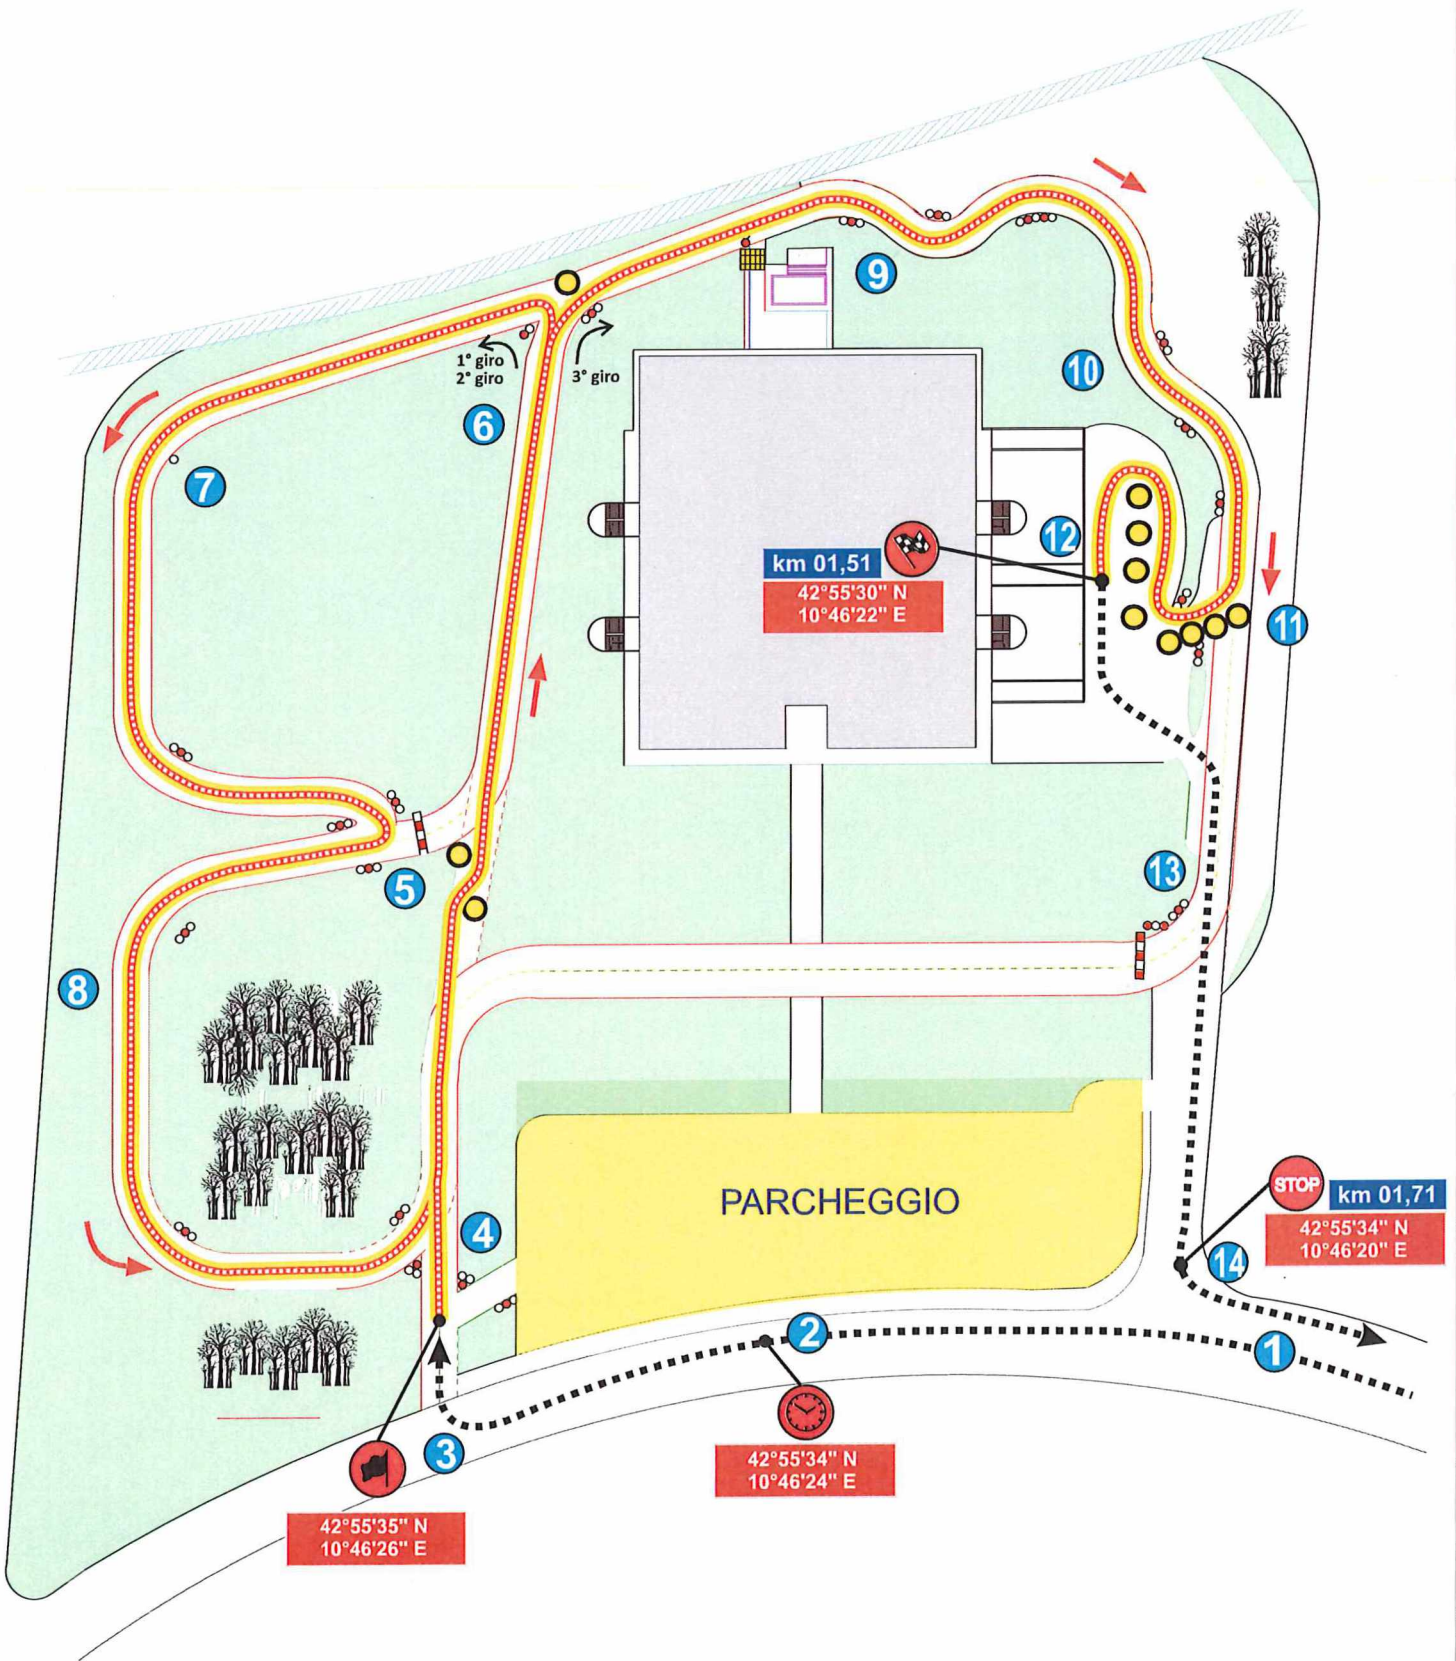 9
1° giro
2° giro
3° giro
10
6
7
12
km 01,51
42°55'30" N
10°46'22" E
11
13
5
8
PARCHEGGIO
STOP
km 01,71
42°55'34" N
10°46'20" E
4
14
2
1
3
42°55'34" N
10°46'24" E
42°55'35" N
10°46'26" E